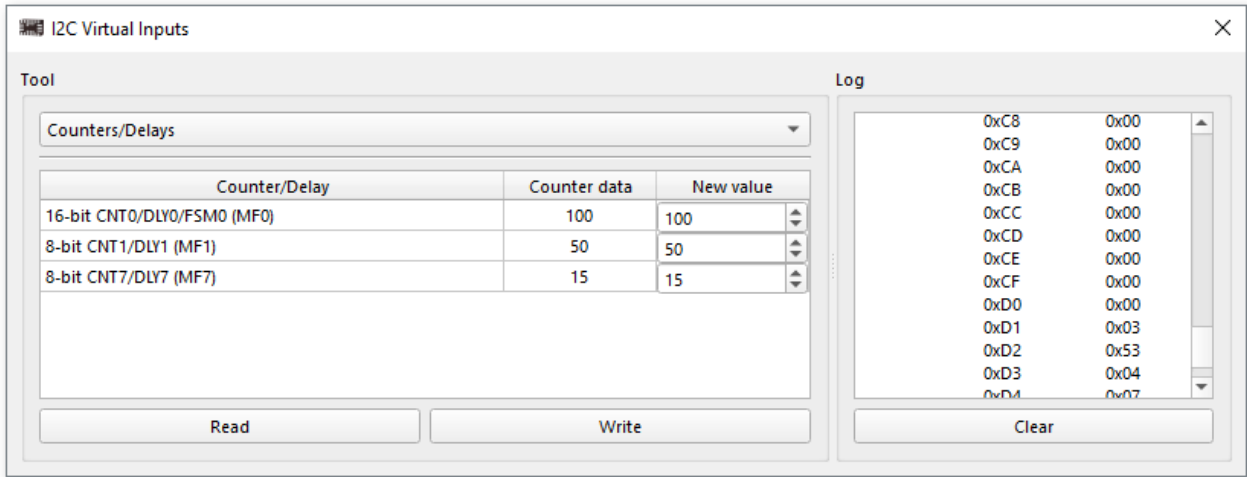 I2C Virtual Inputs
Tool
Counters/Delays
Counter/Delay Counter data New value
16-bit CNT0/DLY0/FSM0 (MF0) 100 100
8-bit CNT1/DLY1 (MF1) 50 50
8-bit CNT7/DLY7 (MF7) 15 15
Read Write
Log
0xC8 0x00
0xC9 0x00
0xCA 0x00
0xCB 0x00
0xCC 0x00
0xCD 0x00
0xCE 0x00
0xCF 0x00
0xD0 0x00
0xD1 0x03
0xD2 0x53
0xD3 0x04
0xD4 0x07
Clear